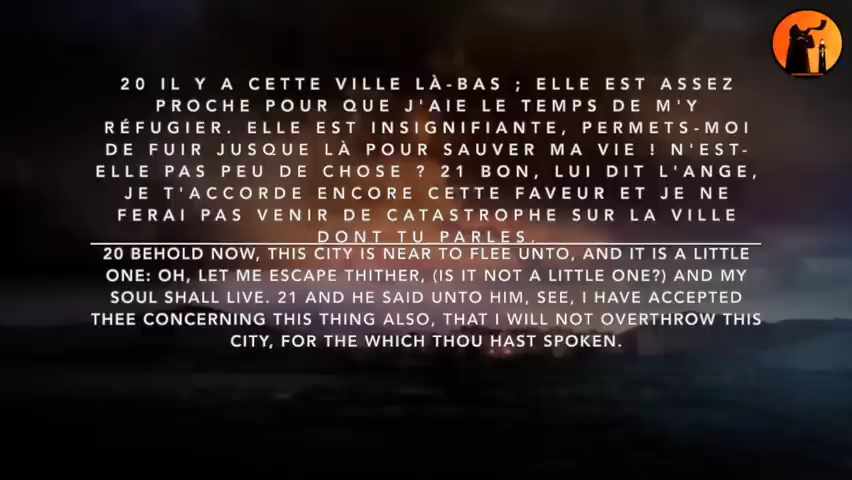 20 IL Y A CETTE VILLE LÀ-BAS ; ELLE EST ASSEZ
PROCHE POUR QUE J'AIE LE TEMPS DE M'Y
RÉFUGIER. ELLE EST INSIGNIFIANTE, PERMETS-MOI
DE FUIR JUSQUE LÀ POUR SAUVER MA VIE ! N'EST-
ELLE PAS PEU DE CHOSE ? 21 BON, LUI DIT L'ANGE,
JE T'ACCORDE ENCORE CETTE FAVEUR ET JE NE
FERAI PAS VENIR DE CATASTROPHE SUR LA VILLE
DONT TU PARLES.
20 BEHOLD NOW, THIS CITY IS NEAR TO FLEE UNTO, AND IT IS A LITTLE
ONE: OH, LET ME ESCAPE THITHER, (IS IT NOT A LITTLE ONE?) AND MY
SOUL SHALL LIVE. 21 AND HE SAID UNTO HIM, SEE, I HAVE ACCEPTED
THEE CONCERNING THIS THING ALSO, THAT I WILL NOT OVERTHROW THIS
CITY, FOR THE WHICH THOU HAST SPOKEN.